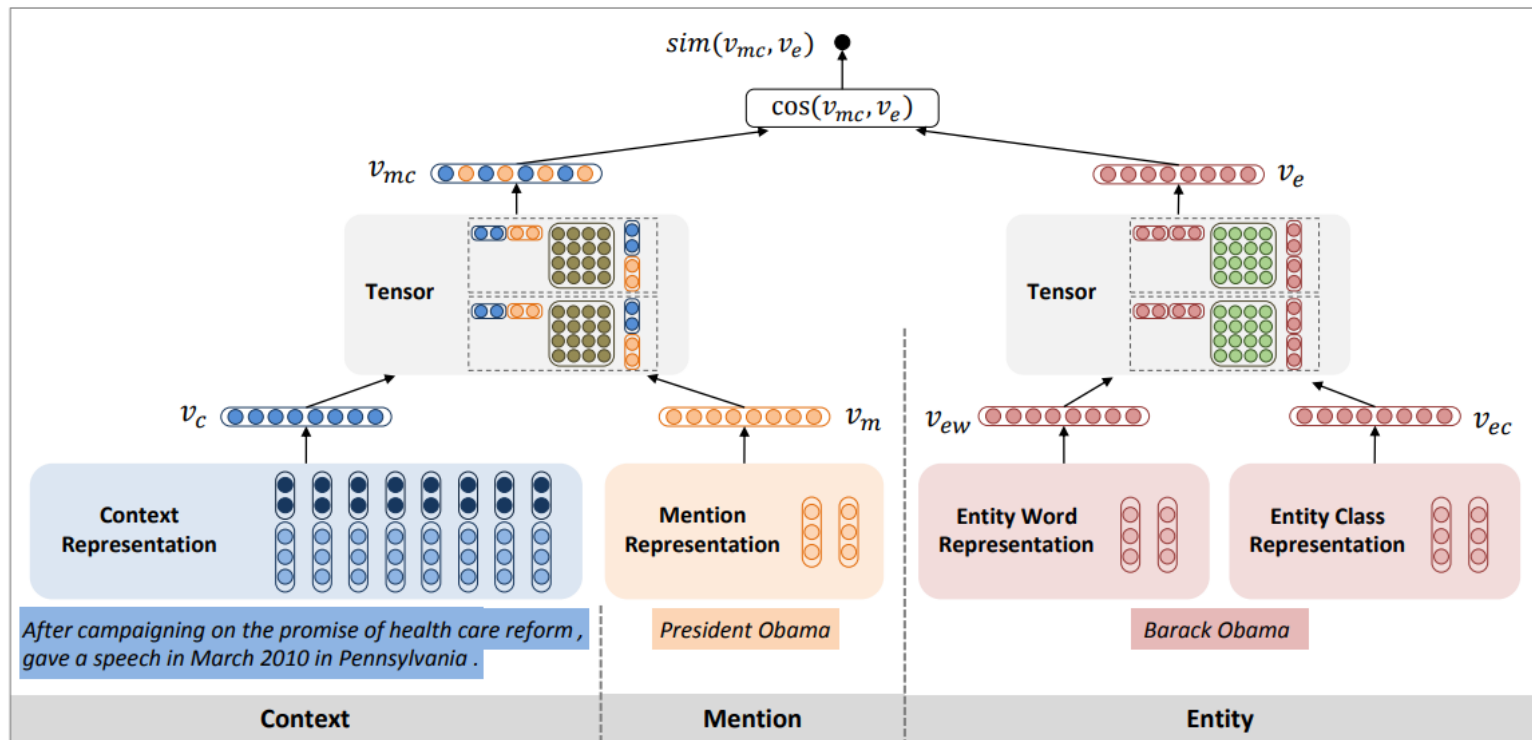 sim(v_mc, v_e)
cos(v_mc, v_e)
v_mc
v_e
Tensor
Tensor
v_c
v_m
v_ew
v_ec
Context
Representation
Mention
Representation
Entity Word
Representation
Entity Class
Representation
After campaigning on the promise of health care reform ,
gave a speech in March 2010 in Pennsylvania .
President Obama
Barack Obama
Context
Mention
Entity